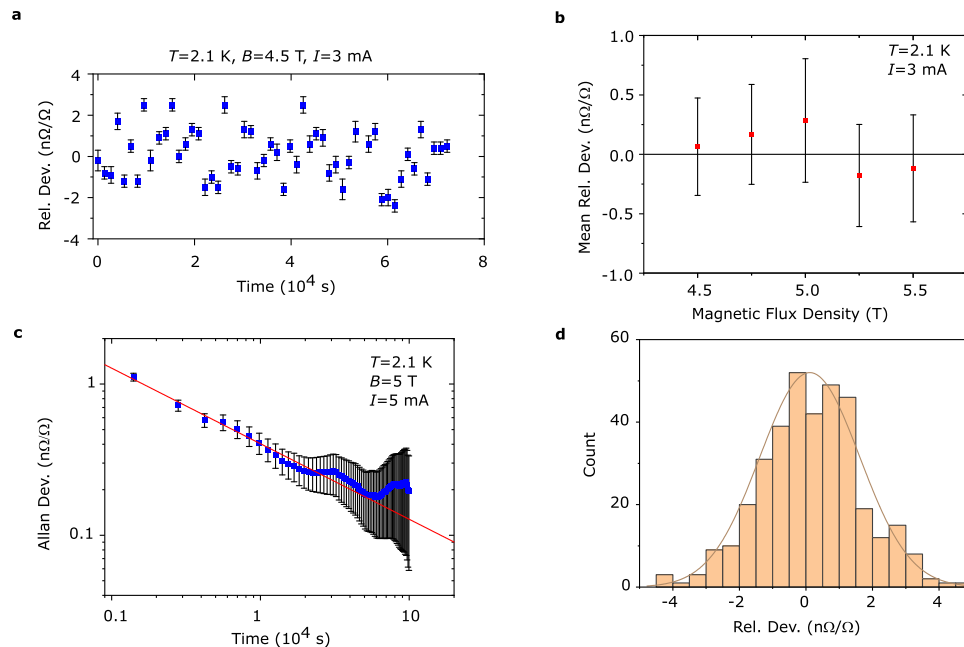 a
T=2.1 K, B=4.5 T, I=3 mA
Rel. Dev. (nΩ/Ω)
4
2
0
-2
-4
0
2
4
6
8
Time (10⁴ s)
b
T=2.1 K
I=3 mA
Mean Rel. Dev. (nΩ/Ω)
1.0
0.5
0.0
-0.5
-1.0
4.5
5.0
5.5
Magnetic Flux Density (T)
c
T=2.1 K
B=5 T
I=5 mA
Allan Dev. (nΩ/Ω)
1
0.1
0.1
1
10
Time (10⁴ s)
d
Count
60
40
20
0
-4
-2
0
2
4
Rel. Dev. (nΩ/Ω)